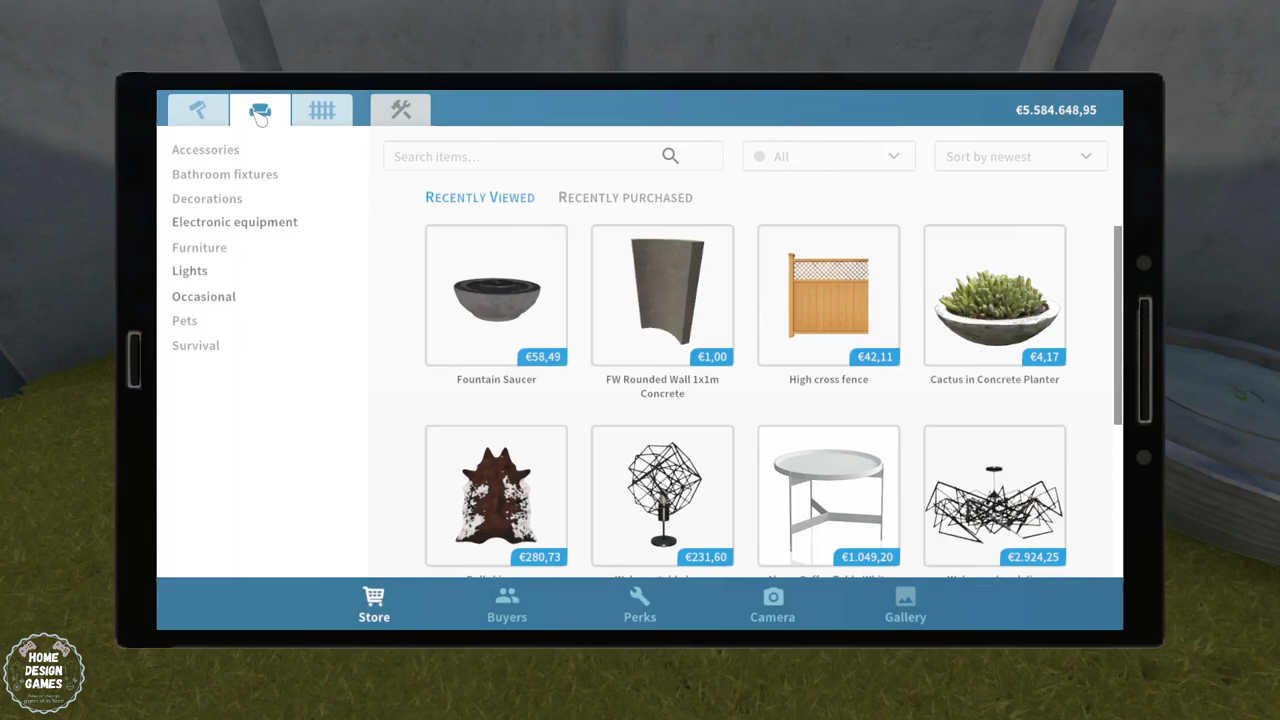 €5.584.648,95
Accessories
Bathroom fixtures
Decorations
Electronic equipment
Furniture
Lights
Occasional
Pets
Survival
Search items...
All
Sort by newest
RECENTLY VIEWED
RECENTLY PURCHASED
€58,49
€1,00
€42,11
€4,17
Fountain Saucer
FW Rounded Wall 1x1m
Concrete
High cross fence
Cactus in Concrete Planter
€280,73
€231,60
€1.049,20
€2.924,25
Store
Buyers
Perks
Camera
Gallery
HOME
DESIGN
GAMES